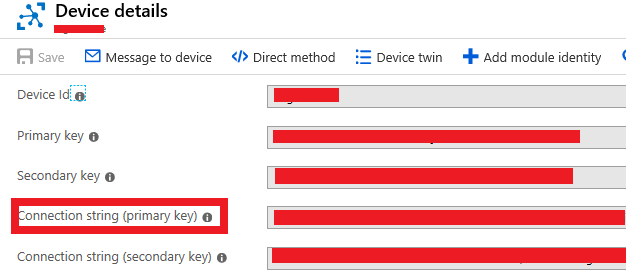 Device details
Save Message to device </> Direct method Device twin Add module identity
Device Id
Primary key
Secondary key
Connection string (primary key)
Connection string (secondary key)